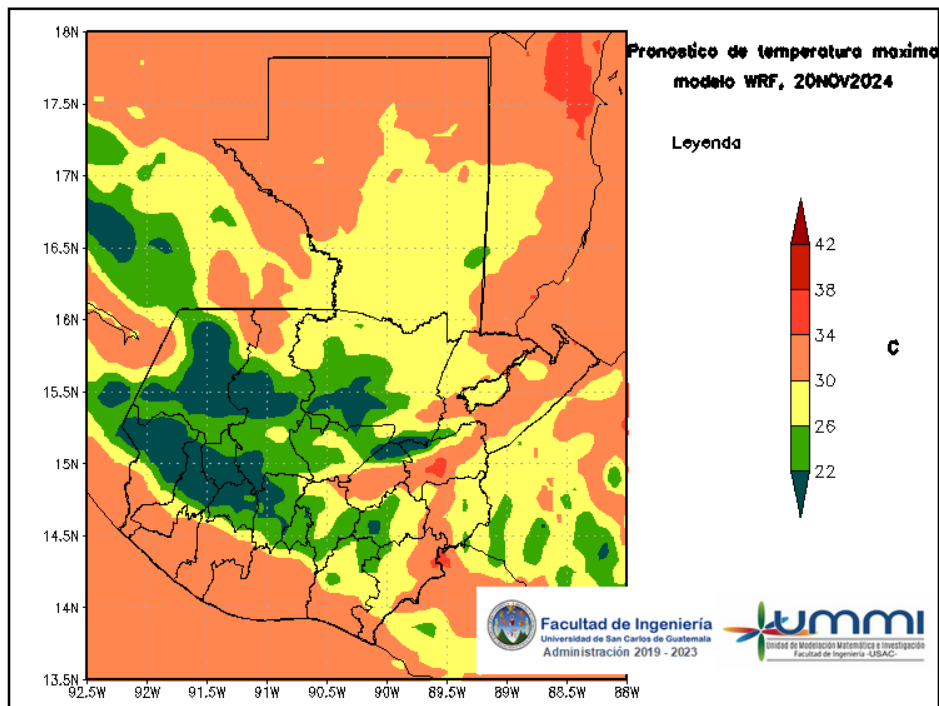 Pronostico de temperatura maxima
modelo WRF, 20NOV2024
Leyenda
42
38
34
30
26
22
C
18N
17.5N
17N
16.5N
16N
15.5N
15N
14.5N
14N
13.5N
92.5W
92W
91.5W
91W
90.5W
90W
89.5W
89W
88.5W
88W
Facultad de Ingeniería
Universidad de San Carlos de Guatemala
Administración 2019 - 2023
ummi
Unidad de Modelación Matemática e Investigación
Facultad de Ingeniería -USAC-